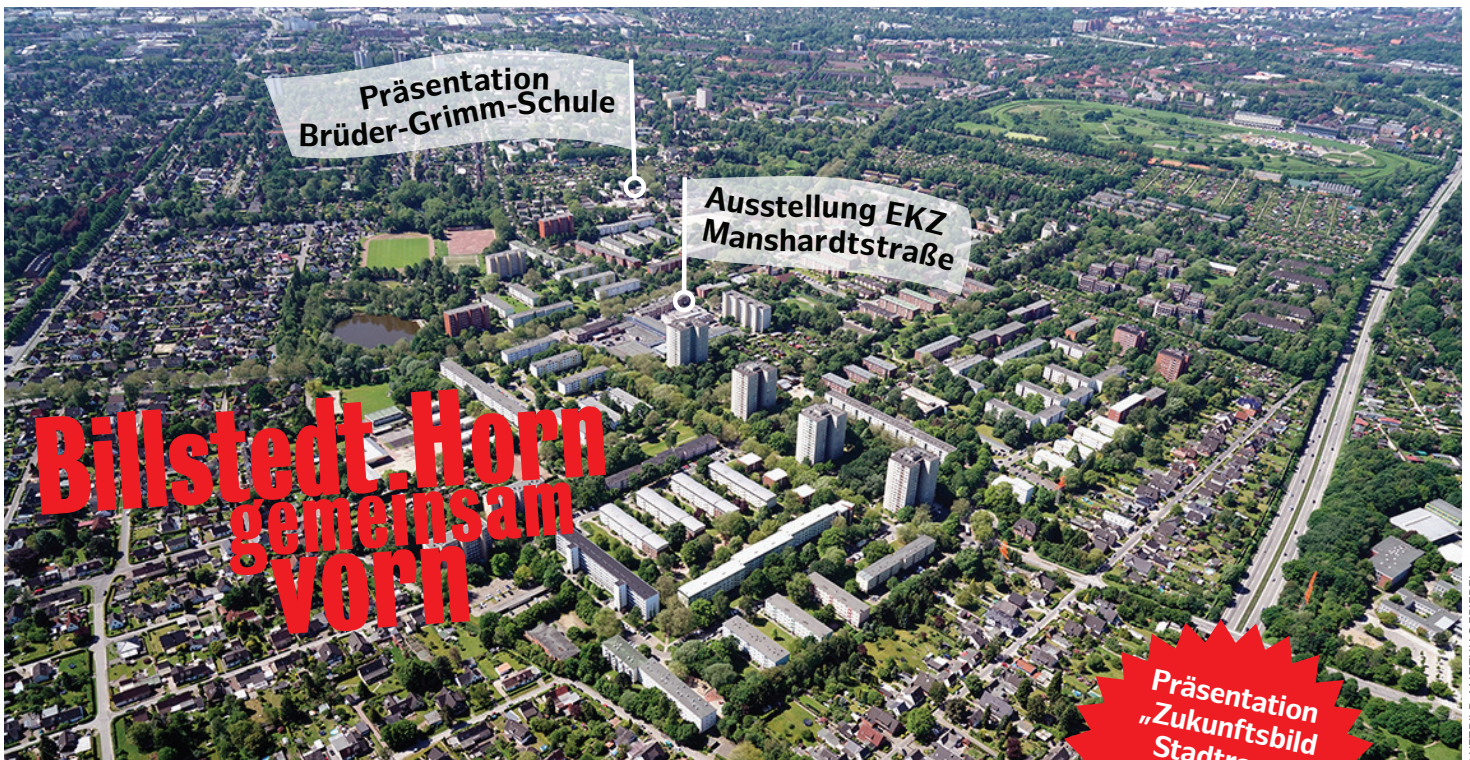 Präsentation
Brüder-Grimm-Schule
Ausstellung EKZ
Manshardtstraße
Billstedt.Horn
gemeinsam
vorn
Präsentation
„Zukunftsbild